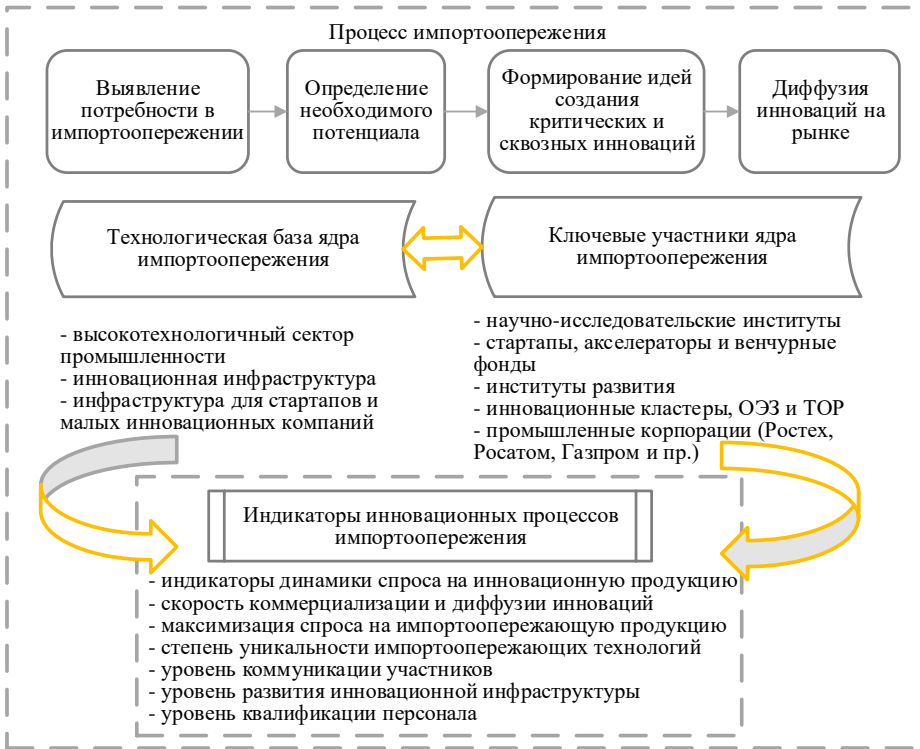 Процесс импортоопережения
Выявление
потребности в
импортоопережении
Определение
необходимого
потенциала
Формирование идей
создания
критических и
сквозных инноваций
Диффузия
инноваций на
рынке
Технологическая база ядра
импортоопережения
Ключевые участники ядра
импортоопережения
- высокотехнологичный сектор
промышленности
- инновационная инфраструктура
- инфраструктура для стартапов и
малых инновационных компаний
- научно-исследовательские институты
- стартапы, акселераторы и венчурные
фонды
- институты развития
- инновационные кластеры, ОЭЗ и ТОР
- промышленные корпорации (Ростех,
Росатом, Газпром и пр.)
Индикаторы инновационных процессов
импортоопережения
- индикаторы динамики спроса на инновационную продукцию
- скорость коммерциализации и диффузии инноваций
- максимизация спроса на импортоопережающую продукцию
- степень уникальности импортоопережающих технологий
- уровень коммуникации участников
- уровень развития инновационной инфраструктуры
- уровень квалификации персонала